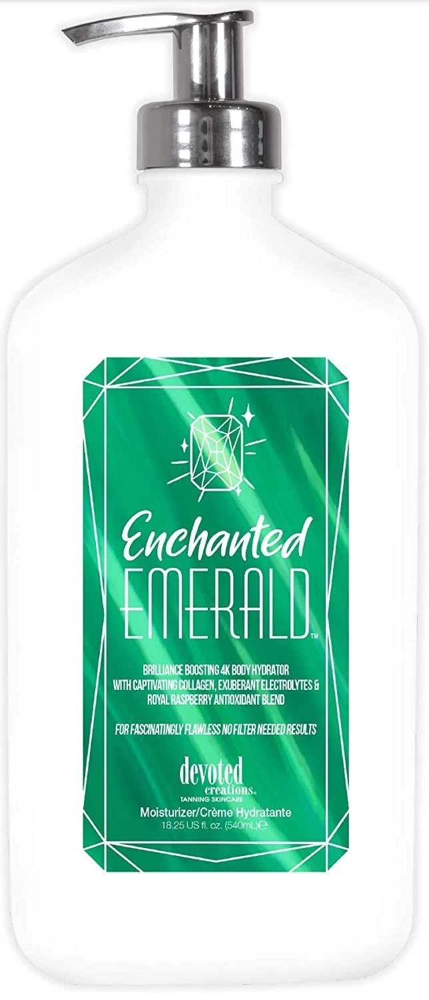 Enchanted
EMERALD™
BRILLIANCE BOOSTING 4K BODY HYDRATOR
WITH CAPTIVATING COLLAGEN, EXUBERANT ELECTROLYTES &
ROYAL RASPBERRY ANTIOXIDANT BLEND
FOR FASCINATINGLY FLAWLESS NO FILTER NEEDED RESULTS
devoted
creations®
TANNING SKINCARE
Moisturizer/Crème Hydratante
18.25 US fl. oz. (540mL)℮